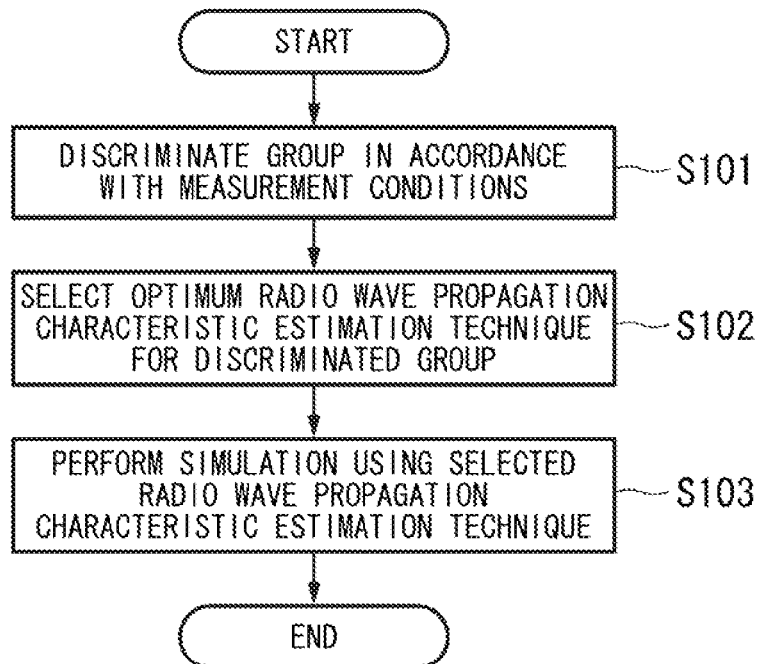 START
DISCRIMINATE GROUP IN ACCORDANCE
WITH MEASUREMENT CONDITIONS
S101
SELECT OPTIMUM RADIO WAVE PROPAGATION
CHARACTERISTIC ESTIMATION TECHNIQUE
FOR DISCRIMINATED GROUP
S102
PERFORM SIMULATION USING SELECTED
RADIO WAVE PROPAGATION
CHARACTERISTIC ESTIMATION TECHNIQUE
S103
END